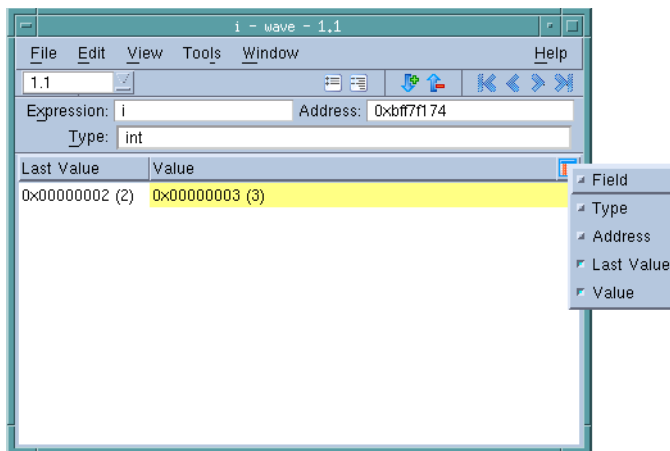 i - wave - 1.1
File Edit View Tools Window Help
1.1
Expression: i Address: 0xbff7f174
Type: int
Last Value Value
0x00000002 (2) 0x00000003 (3)
Field
Type
Address
Last Value
Value